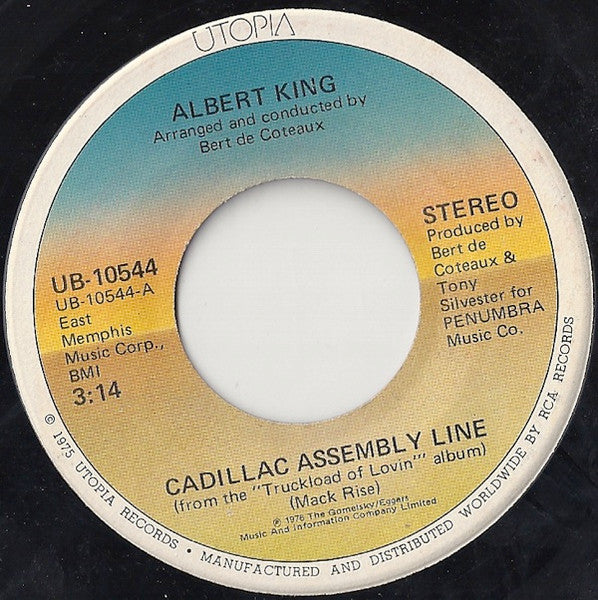 UTOPIA
ALBERT KING
Arranged and conducted by
Bert de Coteaux
UB-10544
UB-10544-A
East
Memphis
Music Corp.,
BMI
3:14
STEREO
Produced by
Bert de
Coteaux &
Tony
Silvester for
PENUMBRA
Music Co.
CADILLAC ASSEMBLY LINE
(from the "Truckload of Lovin'" album)
(Mack Rise)
℗ 1976 The Gomelsky/Eggers
Music And Information Company Limited
© 1975 UTOPIA RECORDS • MANUFACTURED AND DISTRIBUTED WORLDWIDE BY RCA RECORDS